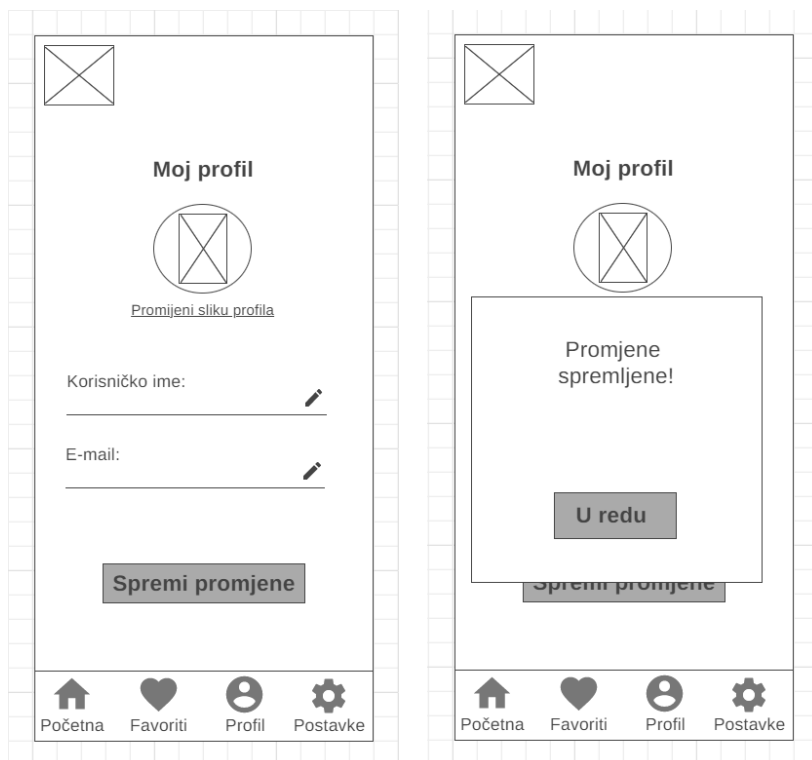 Moj profil
Promijeni sliku profila
Korisničko ime:
E-mail:
Spremi promjene
Početna Favoriti Profil Postavke
Moj profil
Promjene
spremljene!
U redu
Spremi promjene
Početna Favoriti Profil Postavke